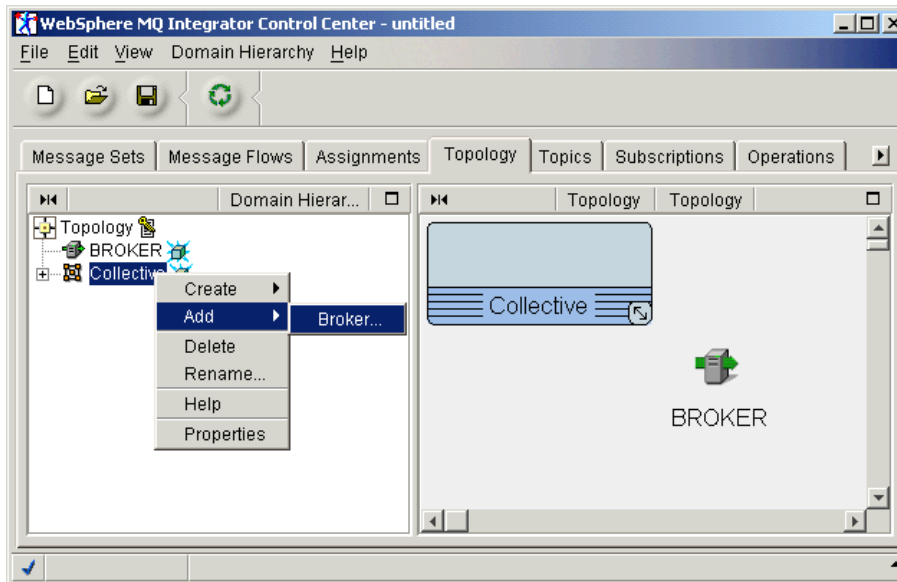 WebSphere MQ Integrator Control Center - untitled
File Edit View Domain Hierarchy Help
Message Sets Message Flows Assignments Topology Topics Subscriptions Operations
Domain Hierar... Topology Topology
Topology
BROKER
Collective
Create
Add
Broker...
Delete
Rename...
Help
Properties
Collective
BROKER